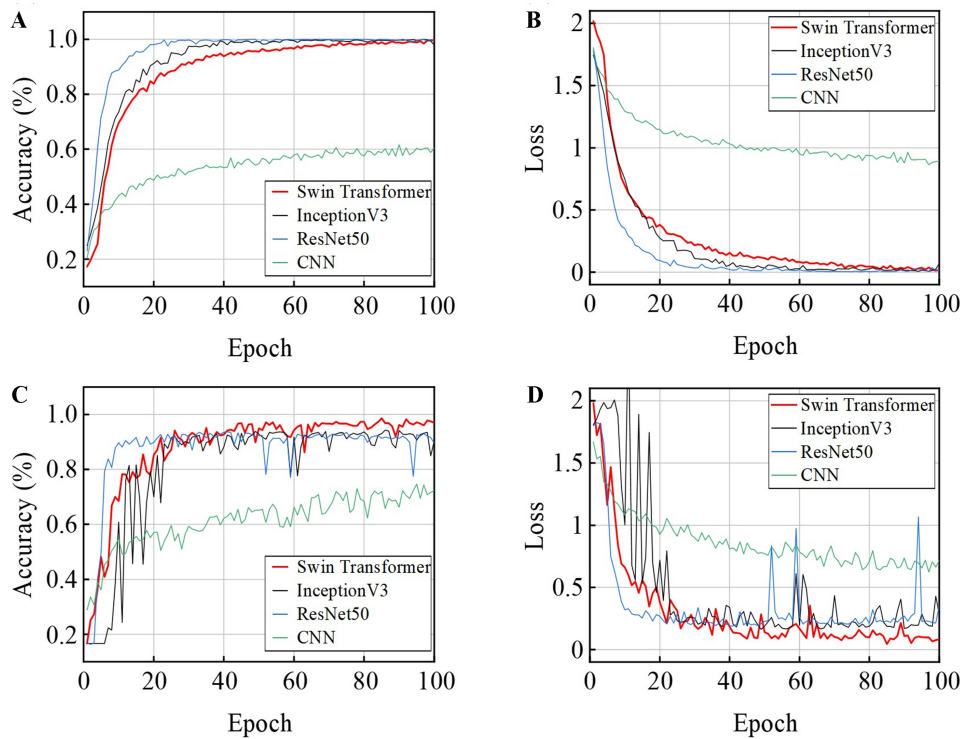 A
Accuracy (%)
1.0
0.8
0.6
0.4
0.2
0
20
40
60
80
100
Epoch
Swin Transformer
InceptionV3
ResNet50
CNN
B
Loss
2
1.5
1
0.5
0
0
20
40
60
80
100
Epoch
Swin Transformer
InceptionV3
ResNet50
CNN
C
Accuracy (%)
1.0
0.8
0.6
0.4
0.2
0
20
40
60
80
100
Epoch
Swin Transformer
InceptionV3
ResNet50
CNN
D
Loss
2
1.5
1
0.5
0
0
20
40
60
80
100
Epoch
Swin Transformer
InceptionV3
ResNet50
CNN